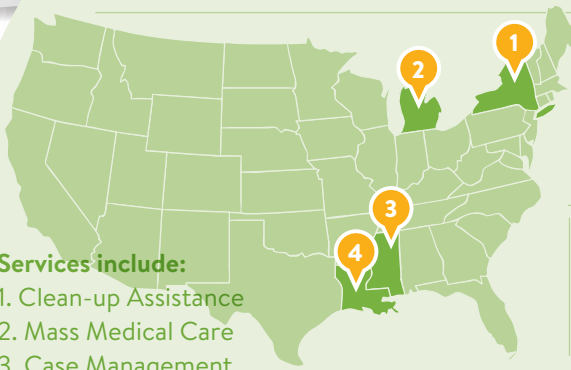 1
2
3
4
Services include:
1. Clean-up Assistance
2. Mass Medical Care
3. Case Management